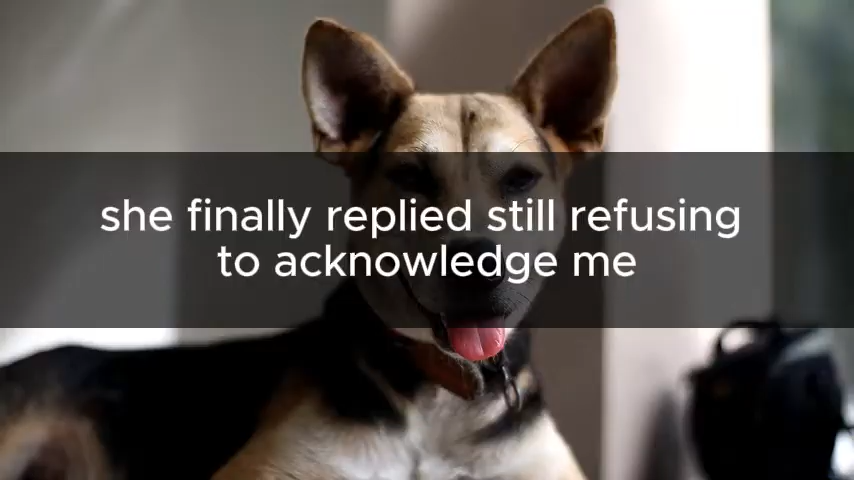 she finally replied still refusing
to acknowledge me